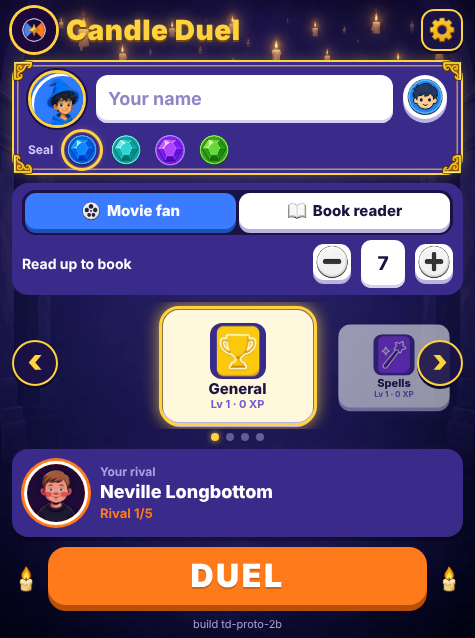 Candle Duel
Your name
Seal
Movie fan
Book reader
Read up to book
7
General
Lv 1 · 0 XP
Spells
Lv 1 · 0 XP
Your rival
Neville Longbottom
Rival 1/5
DUEL
build td-proto-2b